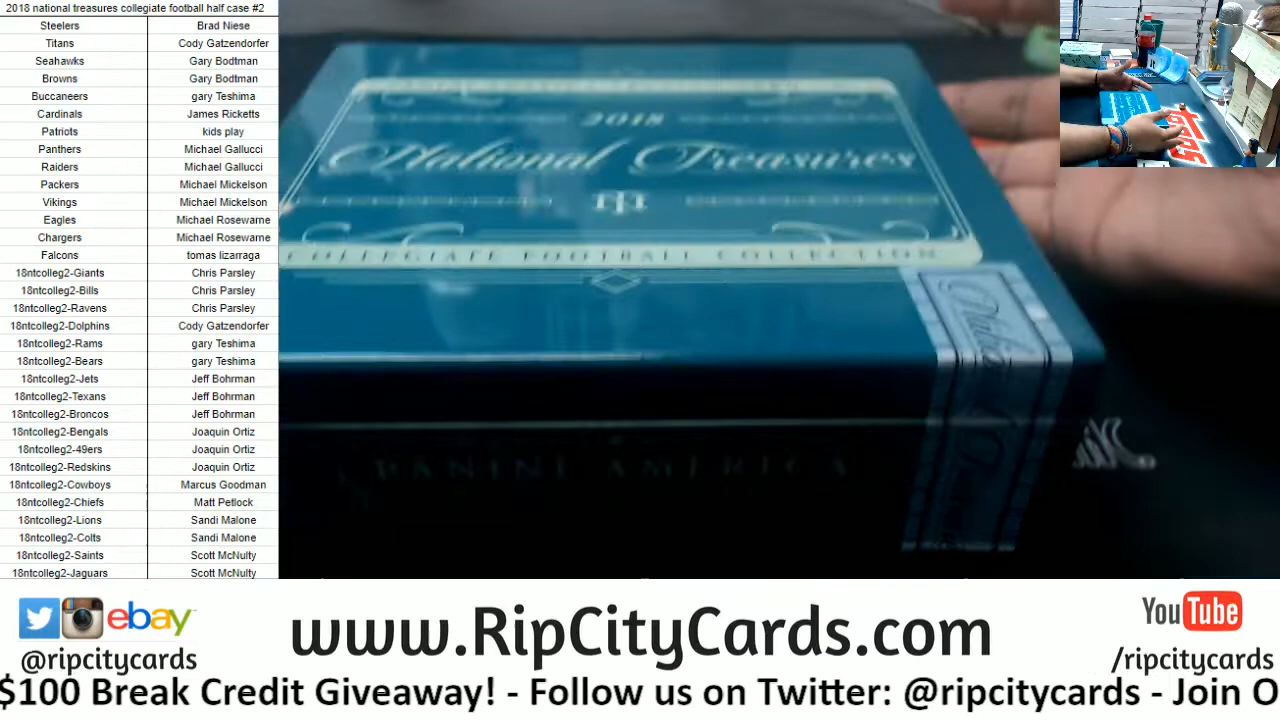 2018 national treasures collegiate football half case #2
Steelers Brad Niese
Titans Cody Gatzendorfer
Seahawks Gary Bodtman
Browns Gary Bodtman
Buccaneers gary Teshima
Cardinals James Ricketts
Patriots kids play
Panthers Michael Gallucci
Raiders Michael Gallucci
Packers Michael Mickelson
Vikings Michael Mickelson
Eagles Michael Rosewarne
Chargers Michael Rosewarne
Falcons tomas lizarraga
18ntcolleg2-Giants Chris Parsley
18ntcolleg2-Bills Chris Parsley
18ntcolleg2-Ravens Chris Parsley
18ntcolleg2-Dolphins Cody Gatzendorfer
18ntcolleg2-Rams gary Teshima
18ntcolleg2-Bears gary Teshima
18ntcolleg2-Jets Jeff Bohrman
18ntcolleg2-Texans Jeff Bohrman
18ntcolleg2-Broncos Jeff Bohrman
18ntcolleg2-Bengals Joaquin Ortiz
18ntcolleg2-49ers Joaquin Ortiz
18ntcolleg2-Redskins Joaquin Ortiz
18ntcolleg2-Cowboys Marcus Goodman
18ntcolleg2-Chiefs Matt Petlock
18ntcolleg2-Lions Sandi Malone
18ntcolleg2-Colts Sandi Malone
18ntcolleg2-Saints Scott McNulty
18ntcolleg2-Jaguars Scott McNulty
2018
National Treasures
COLLEGIATE FOOTBALL COLLECTION
PANINI AMERICA
topps
ebay
@ripcitycards
www.RipCityCards.com
YouTube
/ripcitycards
$100 Break Credit Giveaway! - Follow us on Twitter: @ripcitycards - Join O